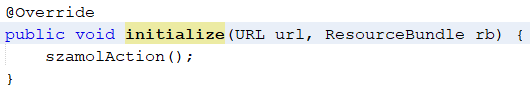 @Override
public void initialize(URL url, ResourceBundle rb) {
    szamolAction();
}